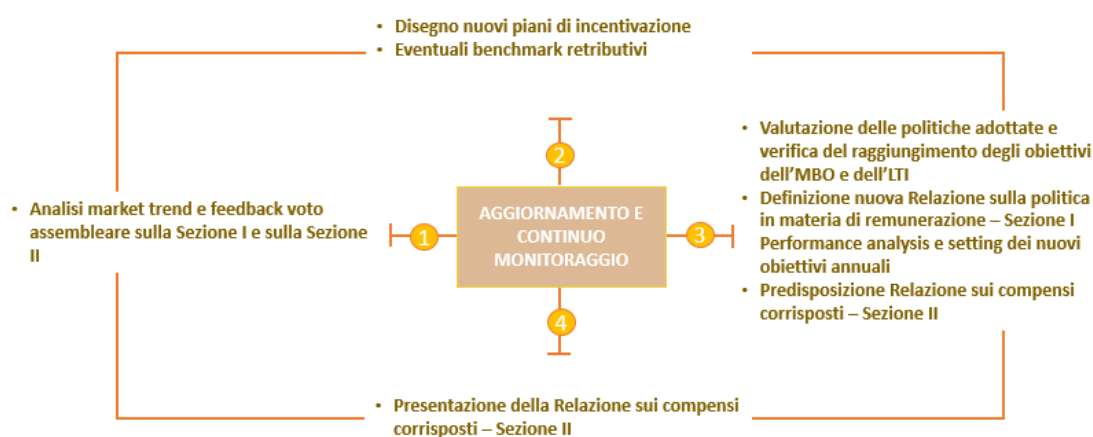 • Disegno nuovi piani di incentivazione
• Eventuali benchmark retributivi
• Analisi market trend e feedback voto
assembleare sulla Sezione I e sulla Sezione
II
1
2
AGGIORNAMENTO E
CONTINUO
MONITORAGGIO
3
4
• Valutazione delle politiche adottate e
verifica del raggiungimento degli obiettivi
dell'MBO e dell'LTI
• Definizione nuova Relazione sulla politica
in materia di remunerazione – Sezione I
Performance analysis e setting dei nuovi
obiettivi annuali
• Predisposizione Relazione sui compensi
corrisposti – Sezione II
• Presentazione della Relazione sui compensi
corrisposti – Sezione II